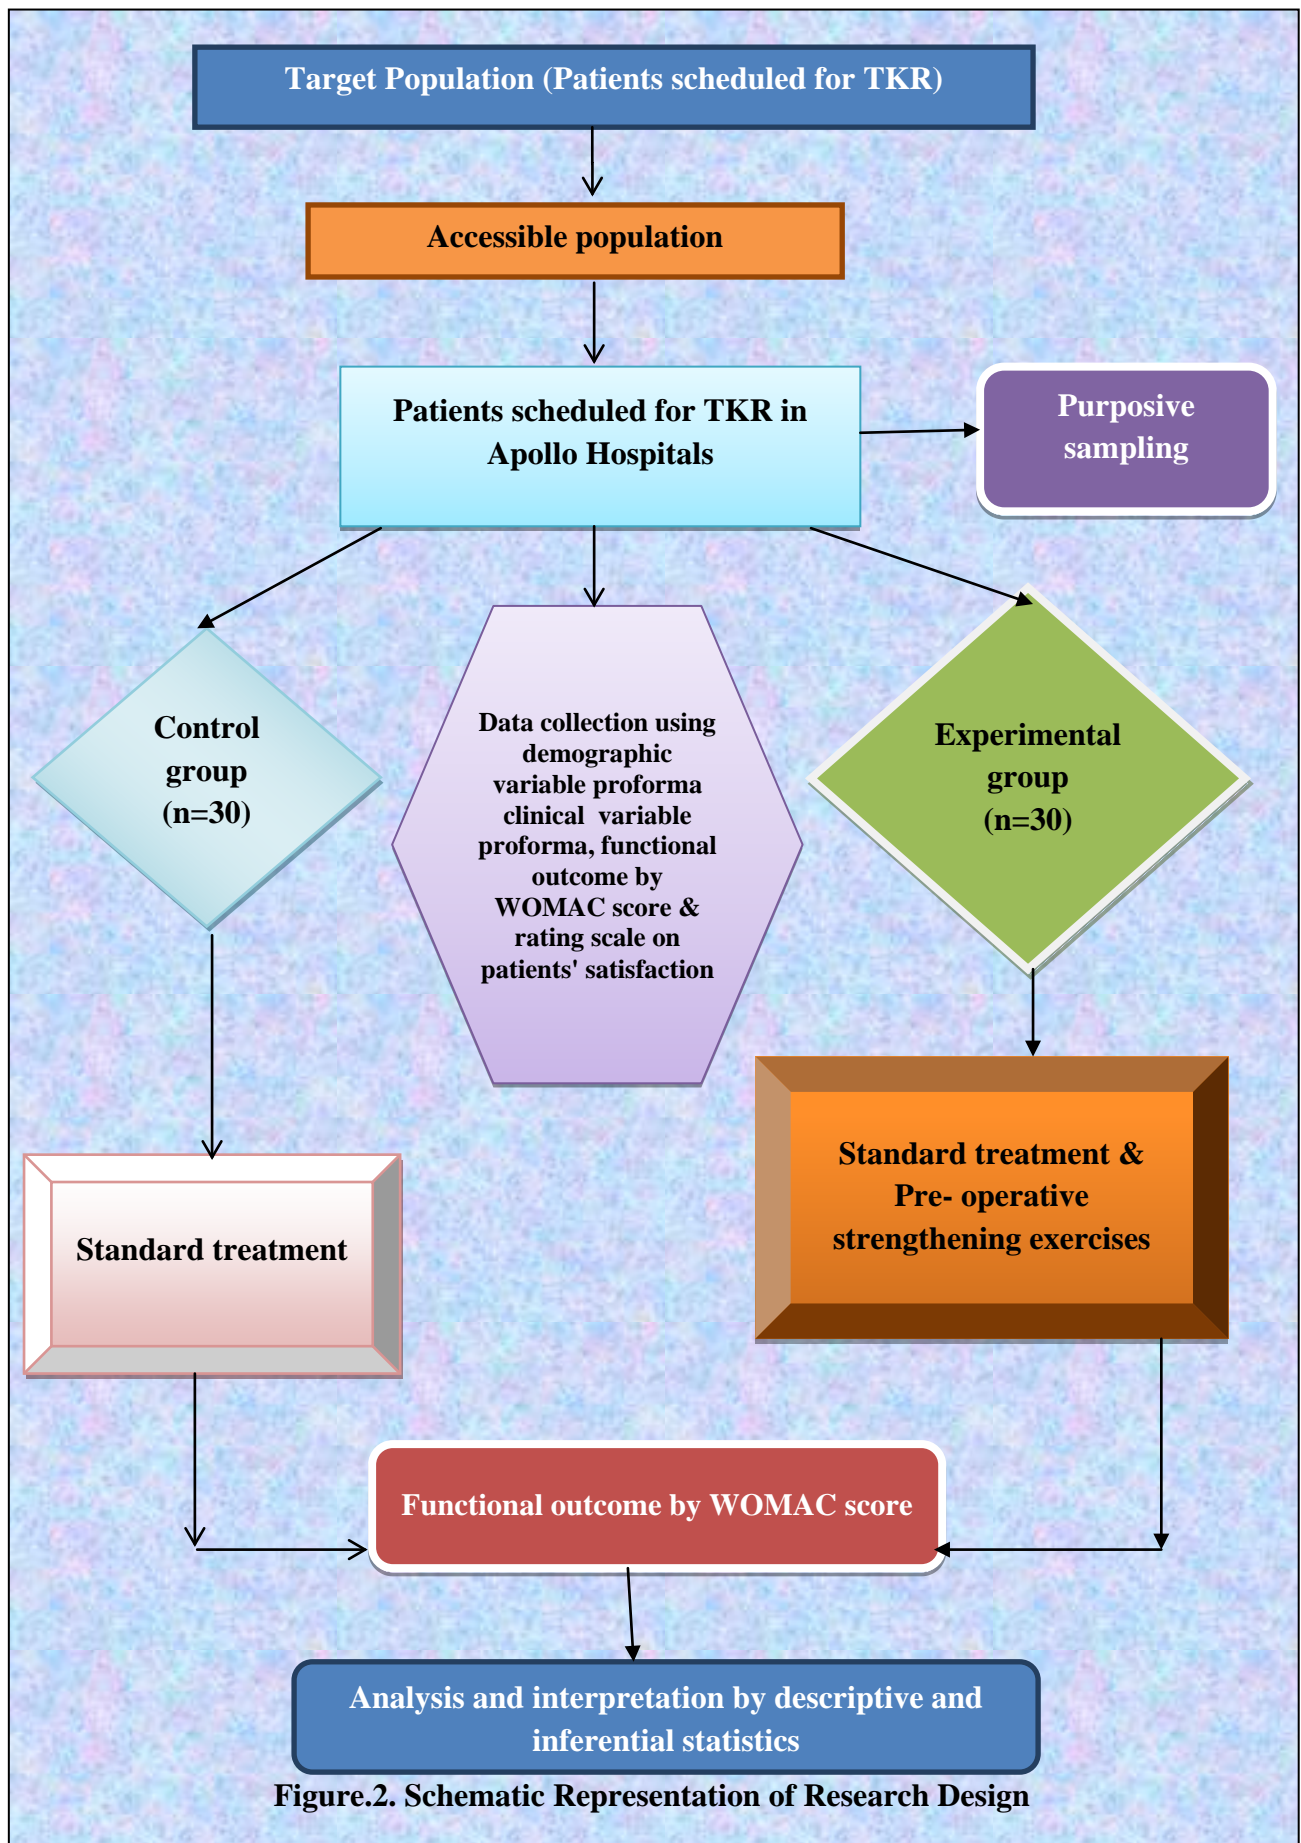 Target Population (Patients scheduled for TKR)
Accessible population
Patients scheduled for TKR in
Apollo Hospitals
Purposive
sampling
Control
group
(n=30)
Data collection using
demographic
variable proforma
clinical variable
proforma, functional
outcome by
WOMAC score &
rating scale on
patients' satisfaction
Experimental
group
(n=30)
Standard treatment
Standard treatment &
Pre- operative
strengthening exercises
Functional outcome by WOMAC score
Analysis and interpretation by descriptive and
inferential statistics
Figure.2. Schematic Representation of Research Design